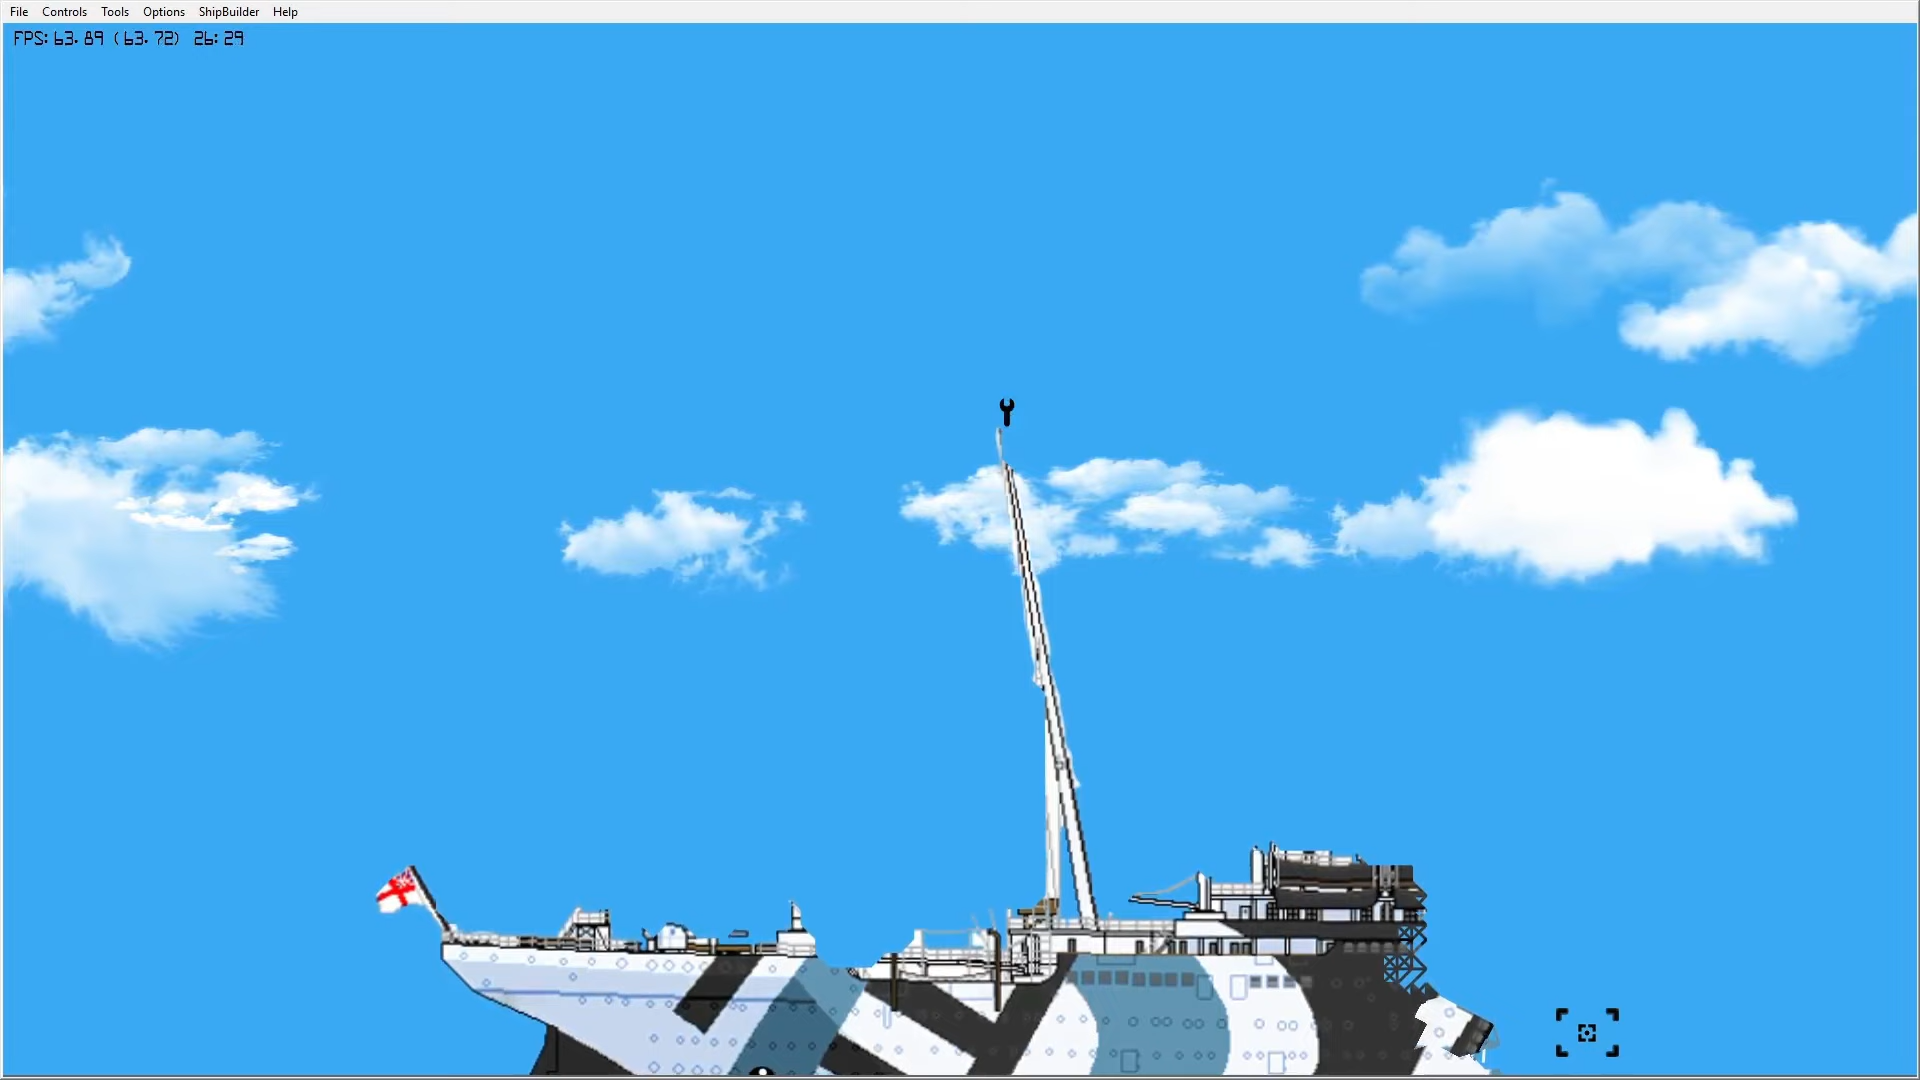 File Controls Tools Options ShipBuilder Help
FPS: 63.89 (63.72) 26:29